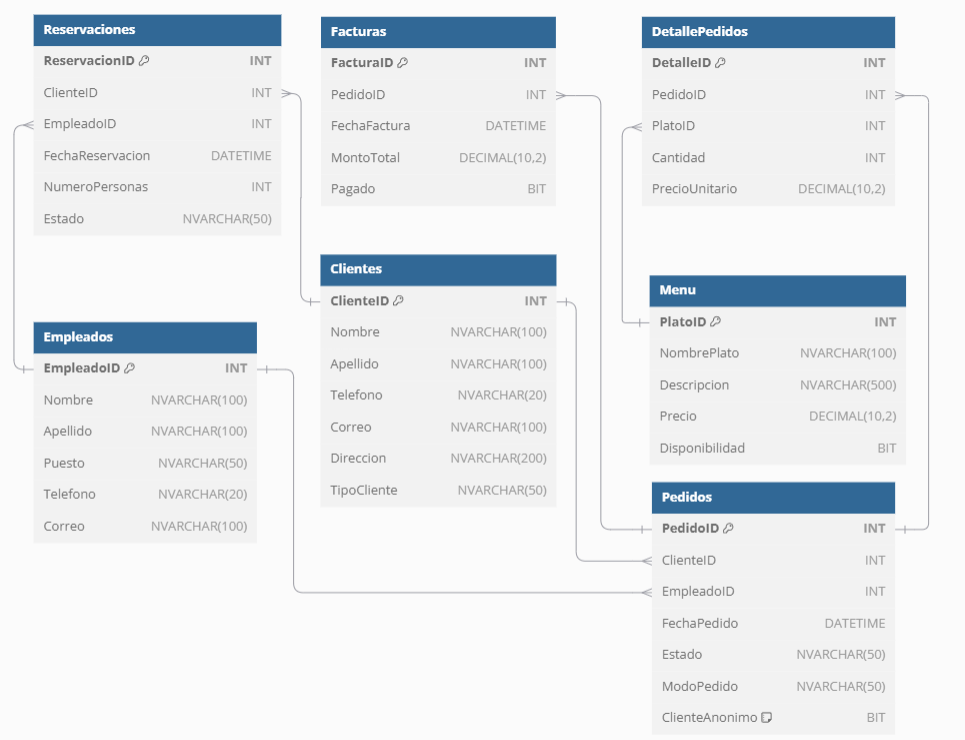 Reservaciones
ReservacionID INT
ClienteID INT
EmpleadoID INT
FechaReservacion DATETIME
NumeroPersonas INT
Estado NVARCHAR(50)
Facturas
FacturaID INT
PedidoID INT
FechaFactura DATETIME
MontoTotal DECIMAL(10,2)
Pagado BIT
DetallePedidos
DetalleID INT
PedidoID INT
PlatoID INT
Cantidad INT
PrecioUnitario DECIMAL(10,2)
Empleados
EmpleadoID INT
Nombre NVARCHAR(100)
Apellido NVARCHAR(100)
Puesto NVARCHAR(50)
Telefono NVARCHAR(20)
Correo NVARCHAR(100)
Clientes
ClienteID INT
Nombre NVARCHAR(100)
Apellido NVARCHAR(100)
Telefono NVARCHAR(20)
Correo NVARCHAR(100)
Direccion NVARCHAR(200)
TipoCliente NVARCHAR(50)
Menu
PlatoID INT
NombrePlato NVARCHAR(100)
Descripcion NVARCHAR(500)
Precio DECIMAL(10,2)
Disponibilidad BIT
Pedidos
PedidoID INT
ClienteID INT
EmpleadoID INT
FechaPedido DATETIME
Estado NVARCHAR(50)
ModoPedido NVARCHAR(50)
ClienteAnonimo BIT